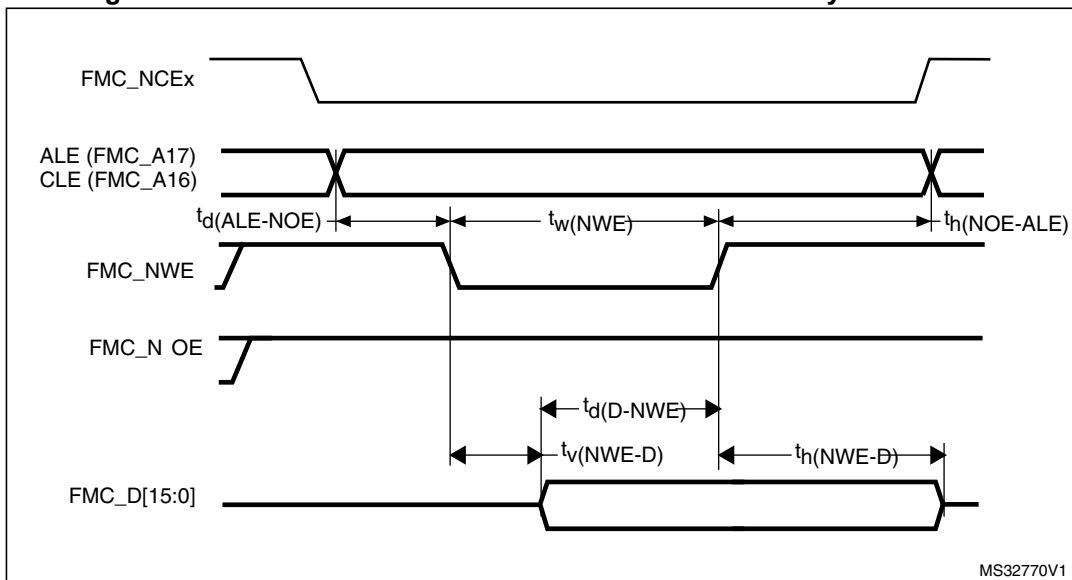 FMC_NCEx
ALE (FMC_A17)
CLE (FMC_A16)
td(ALE-NOE)
tw(NWE)
th(NOE-ALE)
FMC_NWE
FMC_N OE
td(D-NWE)
tv(NWE-D)
th(NWE-D)
FMC_D[15:0]
MS32770V1